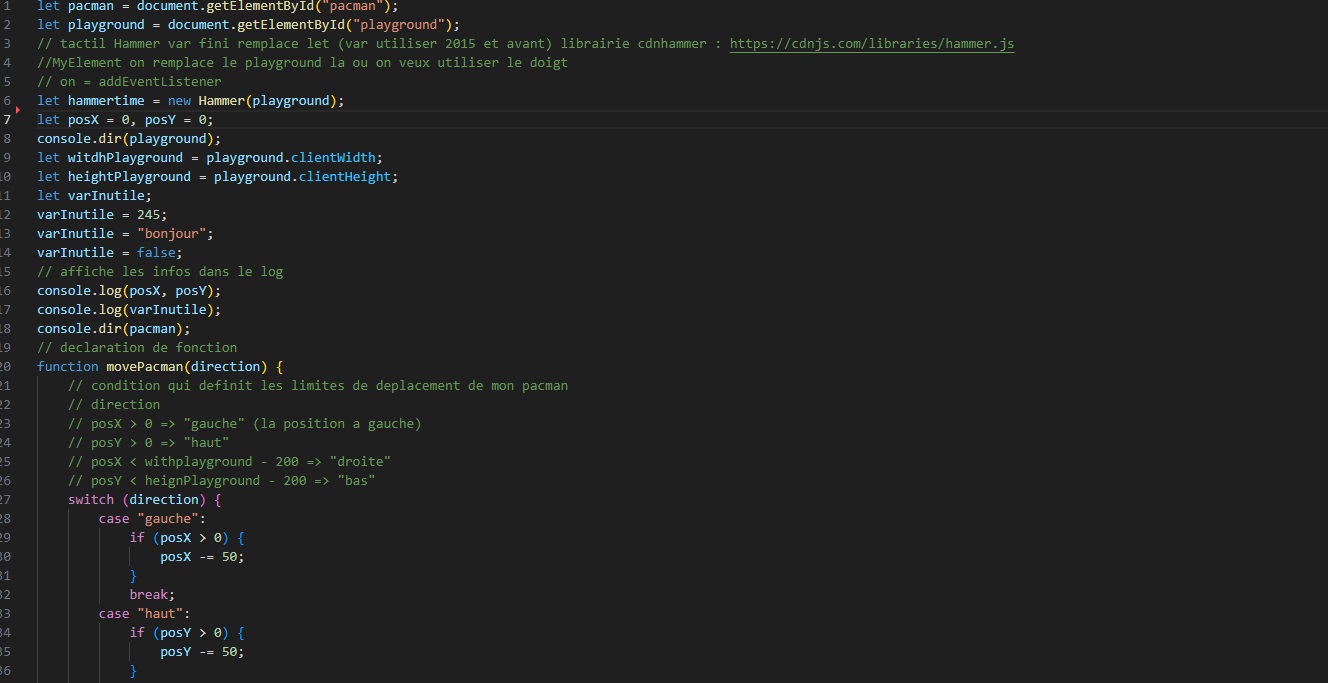 1 let pacman = document.getElementById("pacman");
2 let playground = document.getElementById("playground");
3 // tactil Hammer var fini remplace let (var utiliser 2015 et avant) librairie cdnhammer : https://cdnjs.com/libraries/hammer.js
4 //MyElement on remplace le playground la ou on veux utiliser le doigt
5 // on = addEventListener
6 let hammertime = new Hammer(playground);
7 let posX = 0, posY = 0;
8 console.dir(playground);
9 let witdhPlayground = playground.clientWidth;
10 let heightPlayground = playground.clientHeight;
11 let varInutile;
12 varInutile = 245;
13 varInutile = "bonjour";
14 varInutile = false;
15 // affiche les infos dans le log
16 console.log(posX, posY);
17 console.log(varInutile);
18 console.dir(pacman);
19 // declaration de fonction
20 function movePacman(direction) {
21 // condition qui definit les limites de deplacement de mon pacman
22 // direction
23 // posX > 0 => "gauche" (la position a gauche)
24 // posY > 0 => "haut"
25 // posX < withplayground - 200 => "droite"
26 // posY < heignPlayground - 200 => "bas"
27 switch (direction) {
28 case "gauche":
29 if (posX > 0) {
30 posX -= 50;
31 }
32 break;
33 case "haut":
34 if (posY > 0) {
35 posY -= 50;
36 }